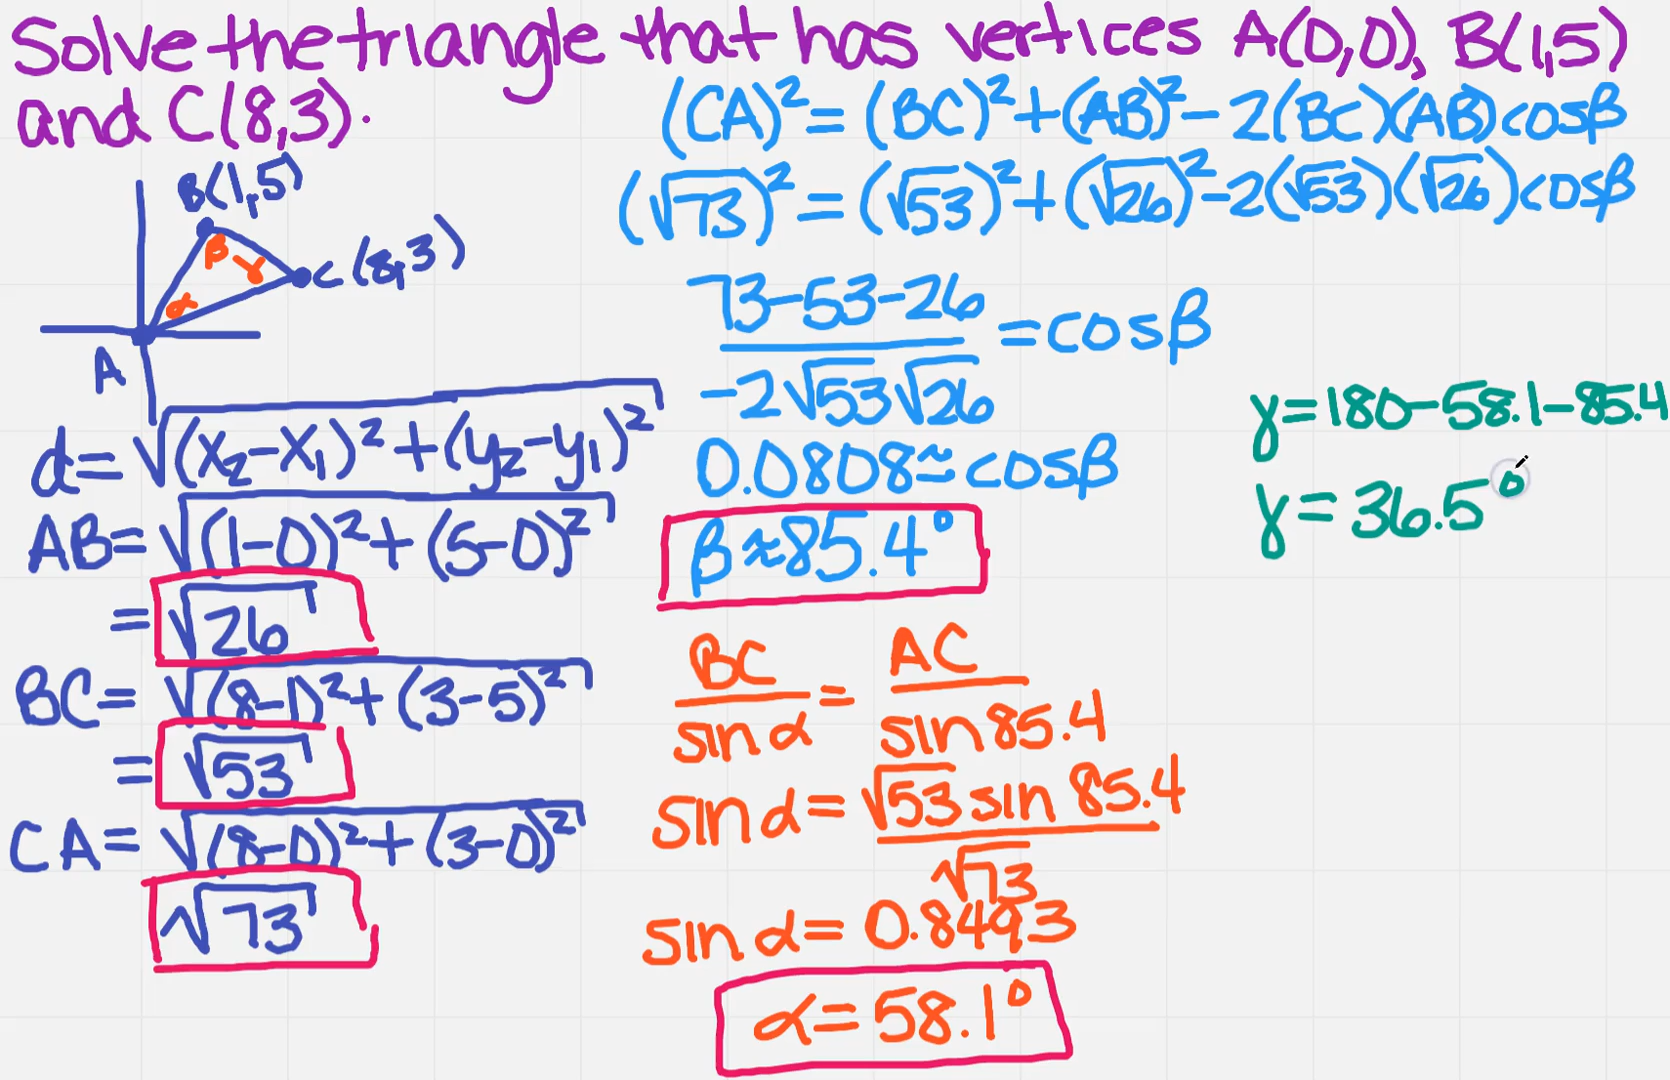 Solve the triangle that has vertices A(0,0), B(1,5)
and C(8,3).
B(1,5)
C(8,3)
A
β
γ
α
d=√(x₂-x₁)²+(y₂-y₁)²
AB=√(1-0)²+(5-0)²
=√26
BC=√(8-1)²+(3-5)²
=√53
CA=√(8-0)²+(3-0)²
√73
(CA)²=(BC)²+(AB)²-2(BC)(AB)cosβ
(√73)²=(√53)²+(√26)²-2(√53)(√26)cosβ
73-53-26
=cosβ
-2√53√26
0.0808≈cosβ
β≈85.4°
BC = AC
sinα sin85.4
sinα=√53 sin 85.4
√73
sinα=0.8493
α=58.1°
γ=180-58.1-85.4
γ=36.5°